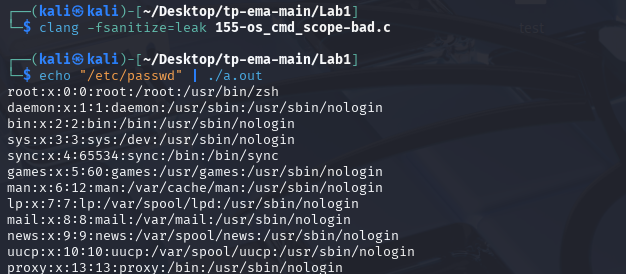 ┌──(kali㉿kali)-[~/Desktop/tp-ema-main/Lab1]
└─$ clang -fsanitize=leak 155-os_cmd_scope-bad.c
┌──(kali㉿kali)-[~/Desktop/tp-ema-main/Lab1]
└─$ echo "/etc/passwd" | ./a.out
root:x:0:0:root:/root:/usr/bin/zsh
daemon:x:1:1:daemon:/usr/sbin:/usr/sbin/nologin
bin:x:2:2:bin:/bin:/usr/sbin/nologin
sys:x:3:3:sys:/dev:/usr/sbin/nologin
sync:x:4:65534:sync:/bin:/bin/sync
games:x:5:60:games:/usr/games:/usr/sbin/nologin
man:x:6:12:man:/var/cache/man:/usr/sbin/nologin
lp:x:7:7:lp:/var/spool/lpd:/usr/sbin/nologin
mail:x:8:8:mail:/var/mail:/usr/sbin/nologin
news:x:9:9:news:/var/spool/news:/usr/sbin/nologin
uucp:x:10:10:uucp:/var/spool/uucp:/usr/sbin/nologin
proxy:x:13:13:proxy:/bin:/usr/sbin/nologin